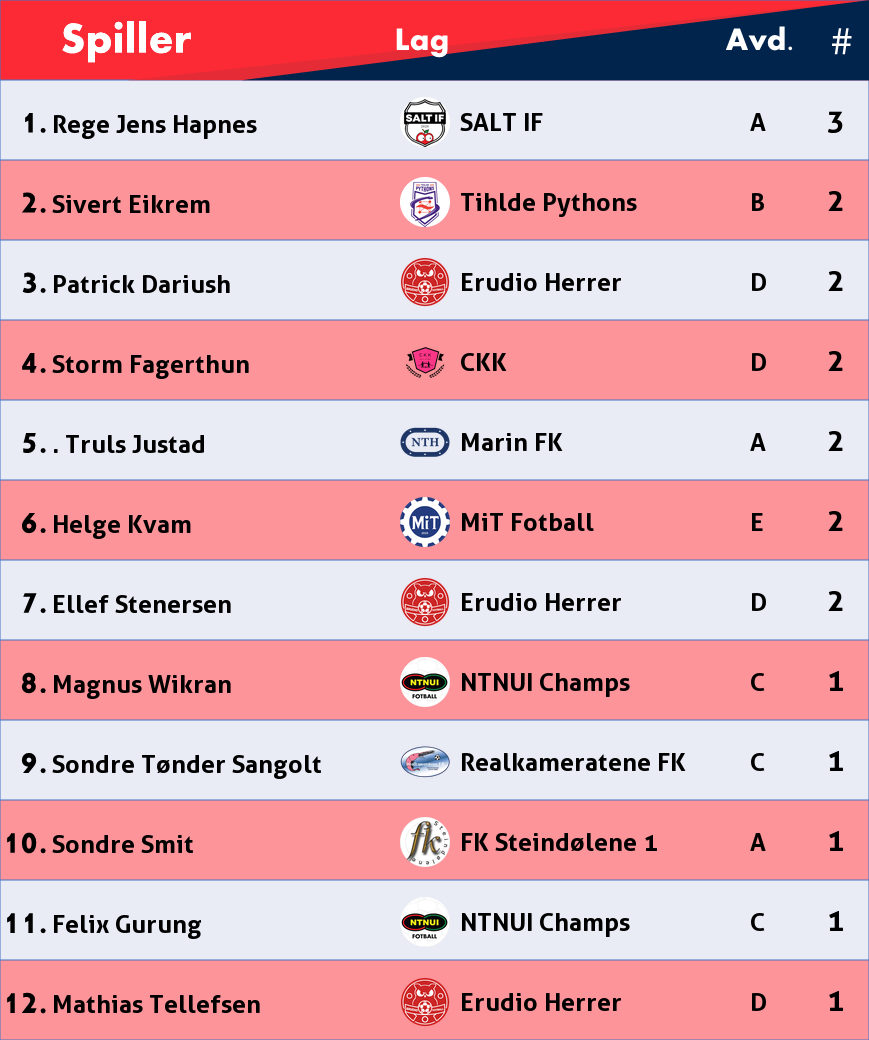 Spiller Lag Avd. #
1. Rege Jens Hapnes SALT IF SALT IF A 3
2. Sivert Eikrem PYTHONS Tihlde Pythons B 2
3. Patrick Dariush Erudio Herrer D 2
4. Storm Fagerthun CKK CKK D 2
5. . Truls Justad NTH Marin FK A 2
6. Helge Kvam MiT MiT Fotball E 2
7. Ellef Stenersen Erudio Herrer D 2
8. Magnus Wikran NTNUI FOTBALL NTNUI Champs C 1
9. Sondre Tønder Sangolt Realkameratene FK C 1
10. Sondre Smit fk Steindølene FK Steindølene 1 A 1
11. Felix Gurung NTNUI FOTBALL NTNUI Champs C 1
12. Mathias Tellefsen Erudio Herrer D 1